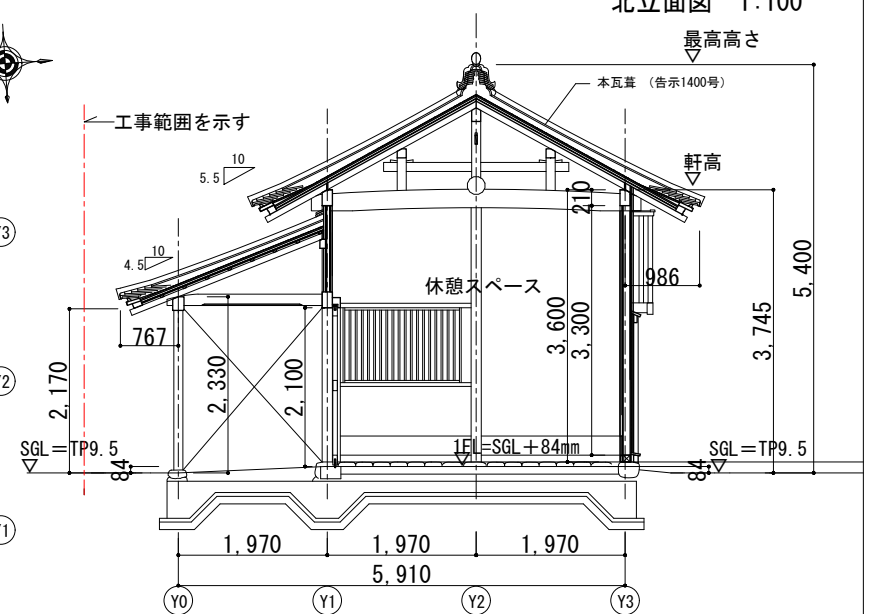 北立面図 1:100
最高高さ
本瓦葺 (告示1400号)
工事範囲を示す
10
5.5
軒高
210
Y3
10
4.5
休憩スペース
986
5,400
767
3,600
3,300
3,745
2,170
2,330
2,100
Y2
SGL=TP9.5
1FL=SGL+84mm
SGL=TP9.5
84
84
Y1
1,970
1,970
1,970
5,910
Y0
Y1
Y2
Y3